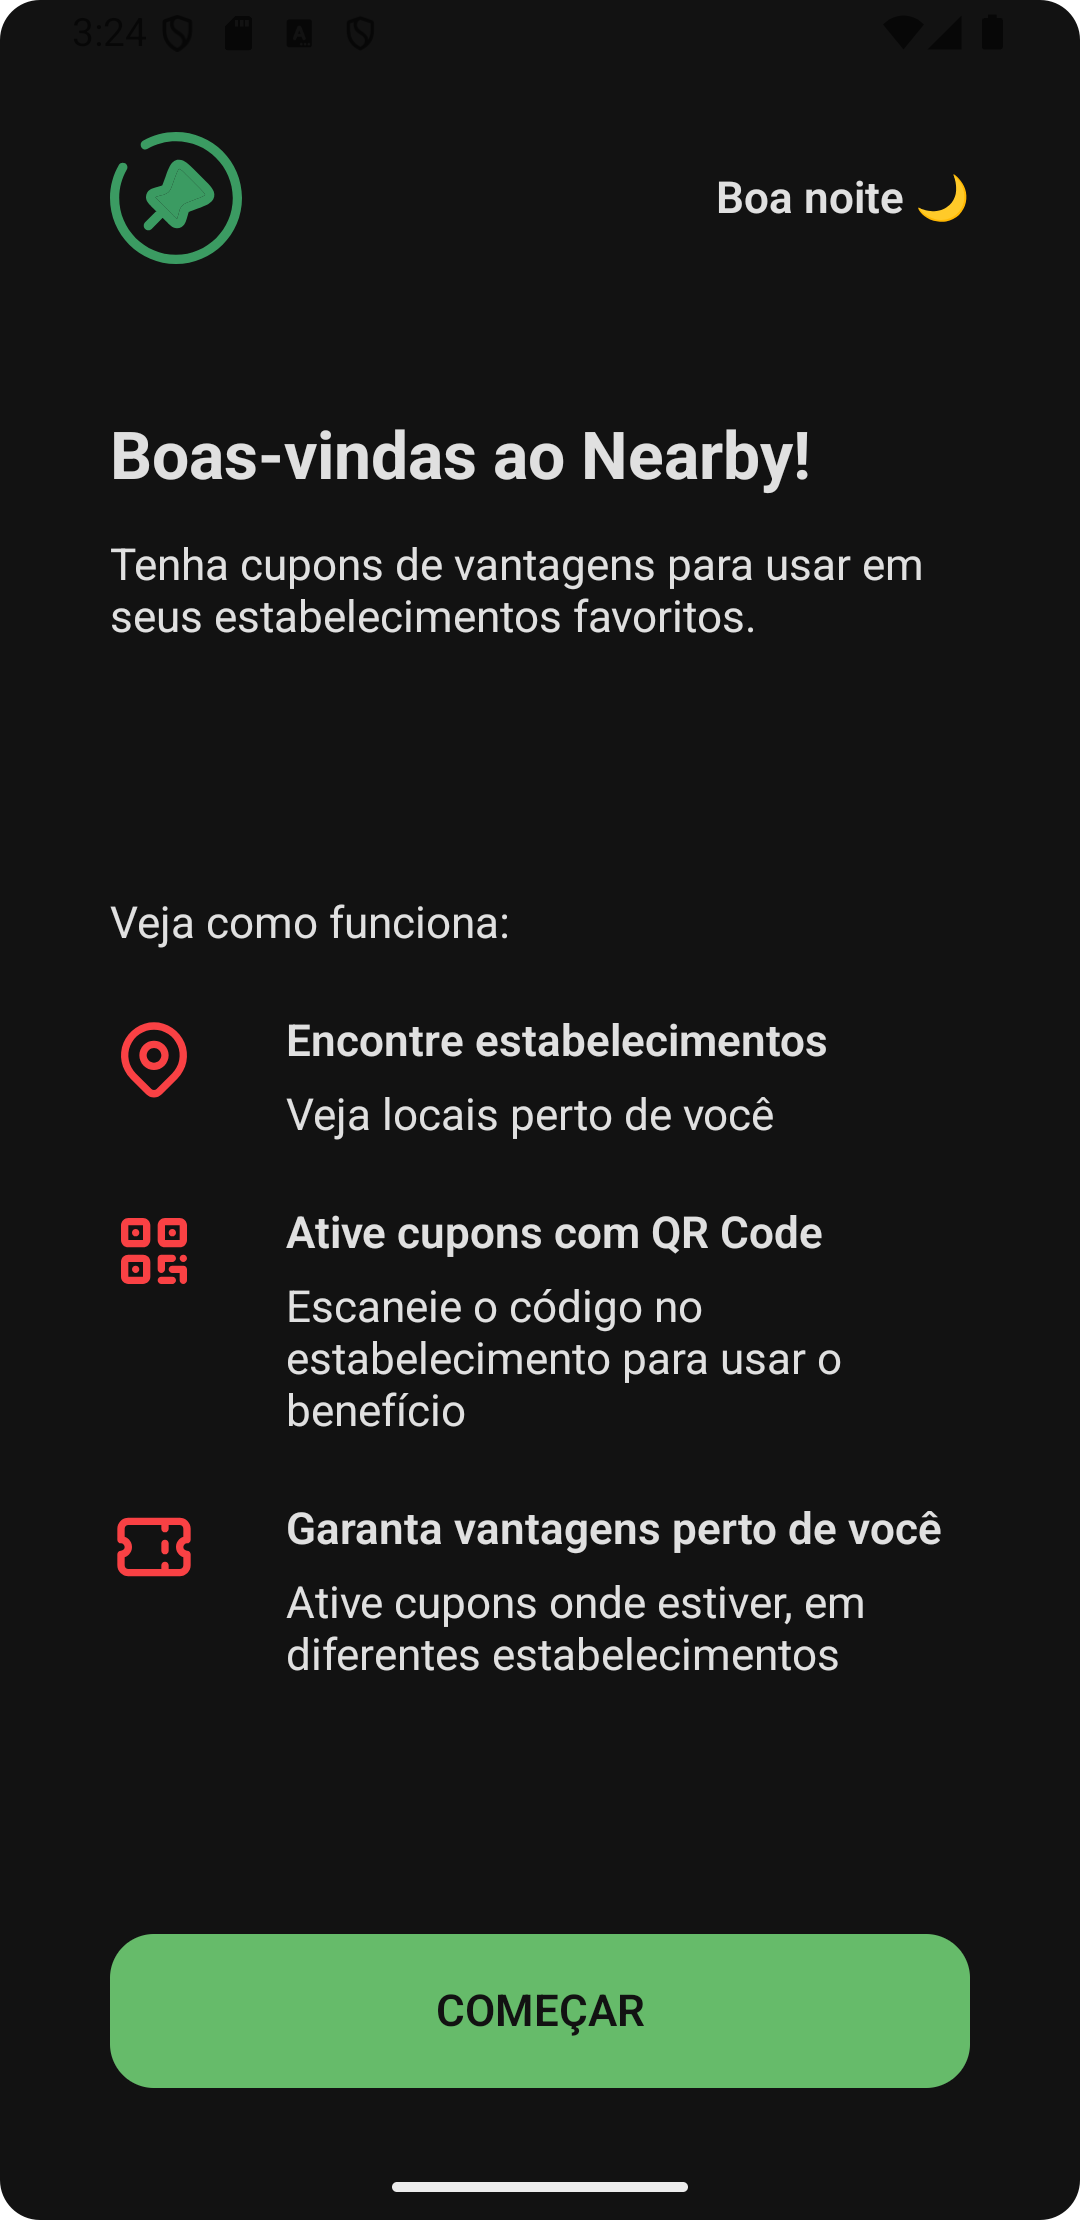 3:24
Boa noite 🌙
Boas-vindas ao Nearby!
Tenha cupons de vantagens para usar em
seus estabelecimentos favoritos.
Veja como funciona:
Encontre estabelecimentos
Veja locais perto de você
Ative cupons com QR Code
Escaneie o código no
estabelecimento para usar o
benefício
Garanta vantagens perto de você
Ative cupons onde estiver, em
diferentes estabelecimentos
COMEÇAR